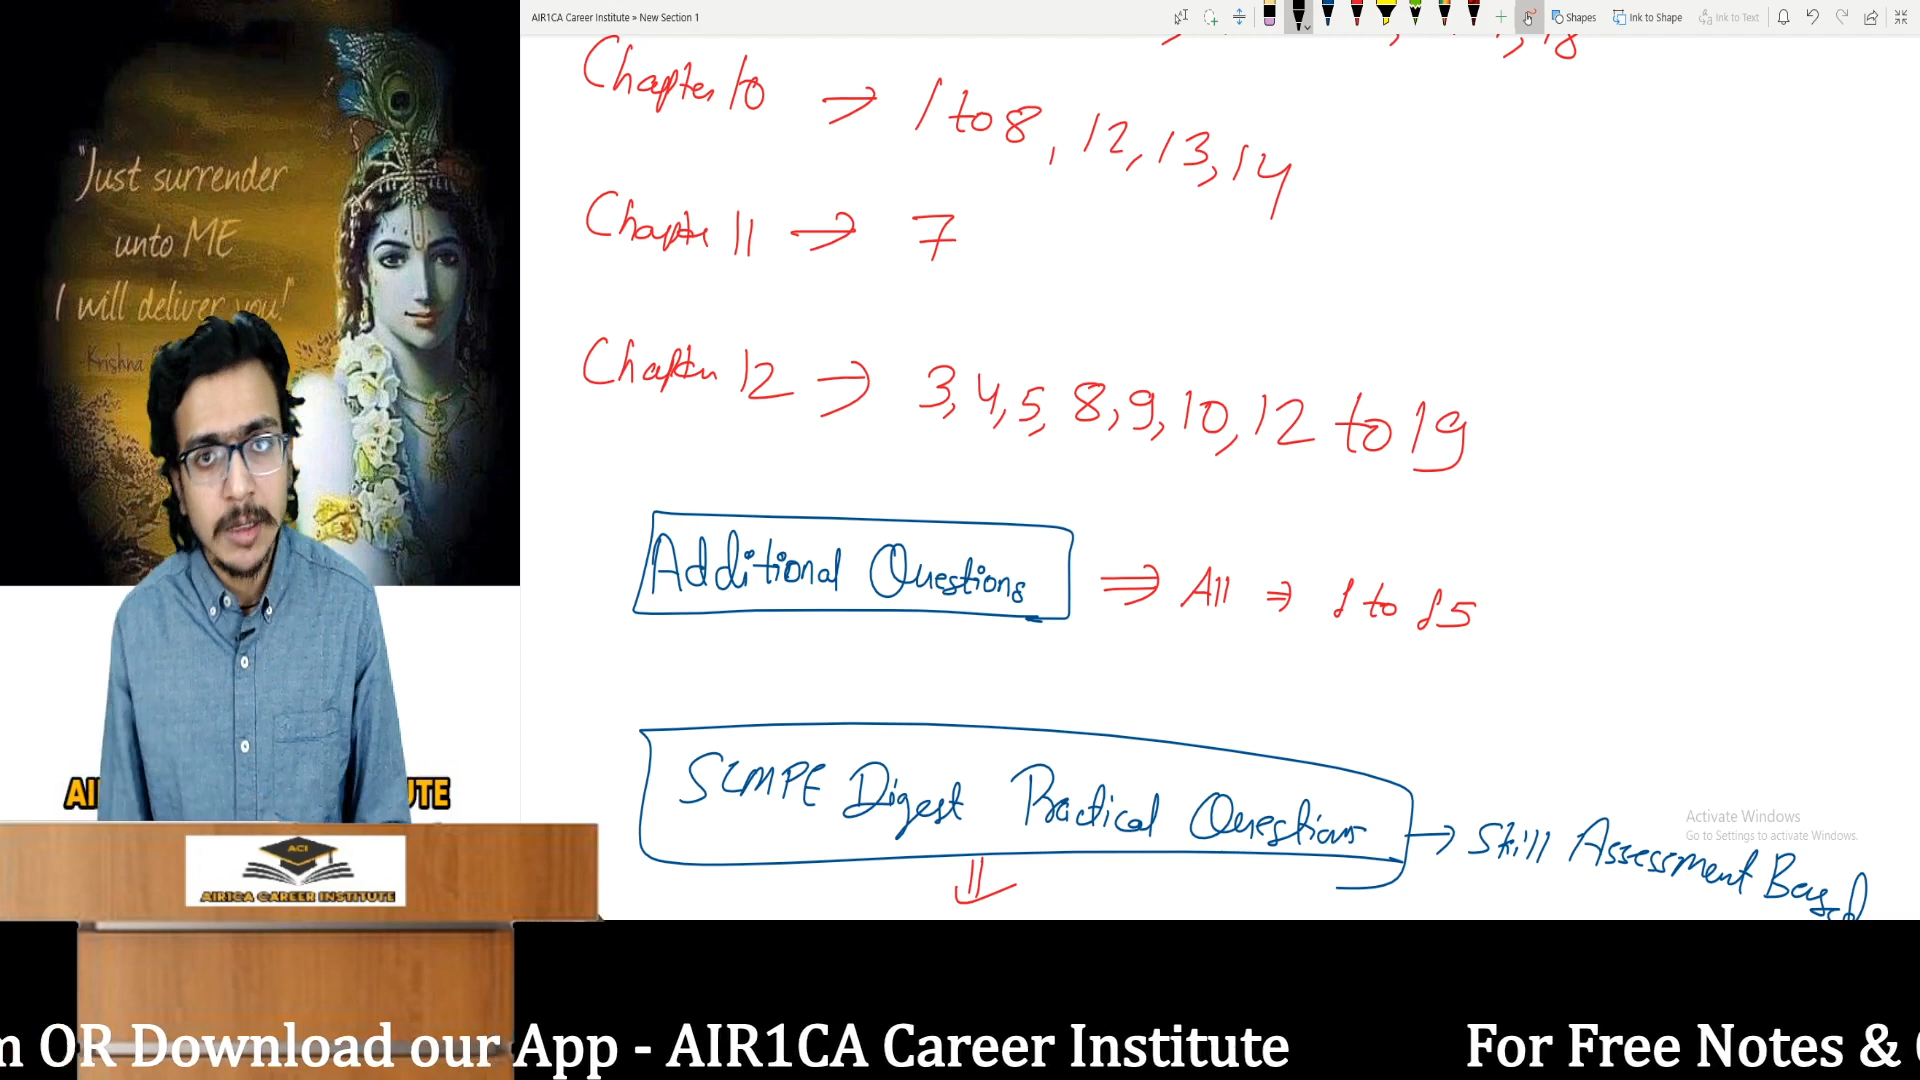 AIR1CA Career Institute » New Section 1
Shapes
Ink to Shape
Ink to Text
, 18
Chapter 10 → 1 to 8, 12, 13, 14
Chapter 11 → 7
Chapter 12 → 3, 4, 5, 8, 9, 10, 12 to 19
Additional Questions ⇒ All ⇒ 1 to 15
SCMPE Digest Practical Questions → Skill Assessment Based
"Just surrender
unto ME
I will deliver you!"
Krishna
AI
UTE
ACI
AIR1CA CAREER INSTITUTE
Activate Windows
Go to Settings to activate Windows.
m OR Download our App - AIR1CA Career Institute
For Free Notes &